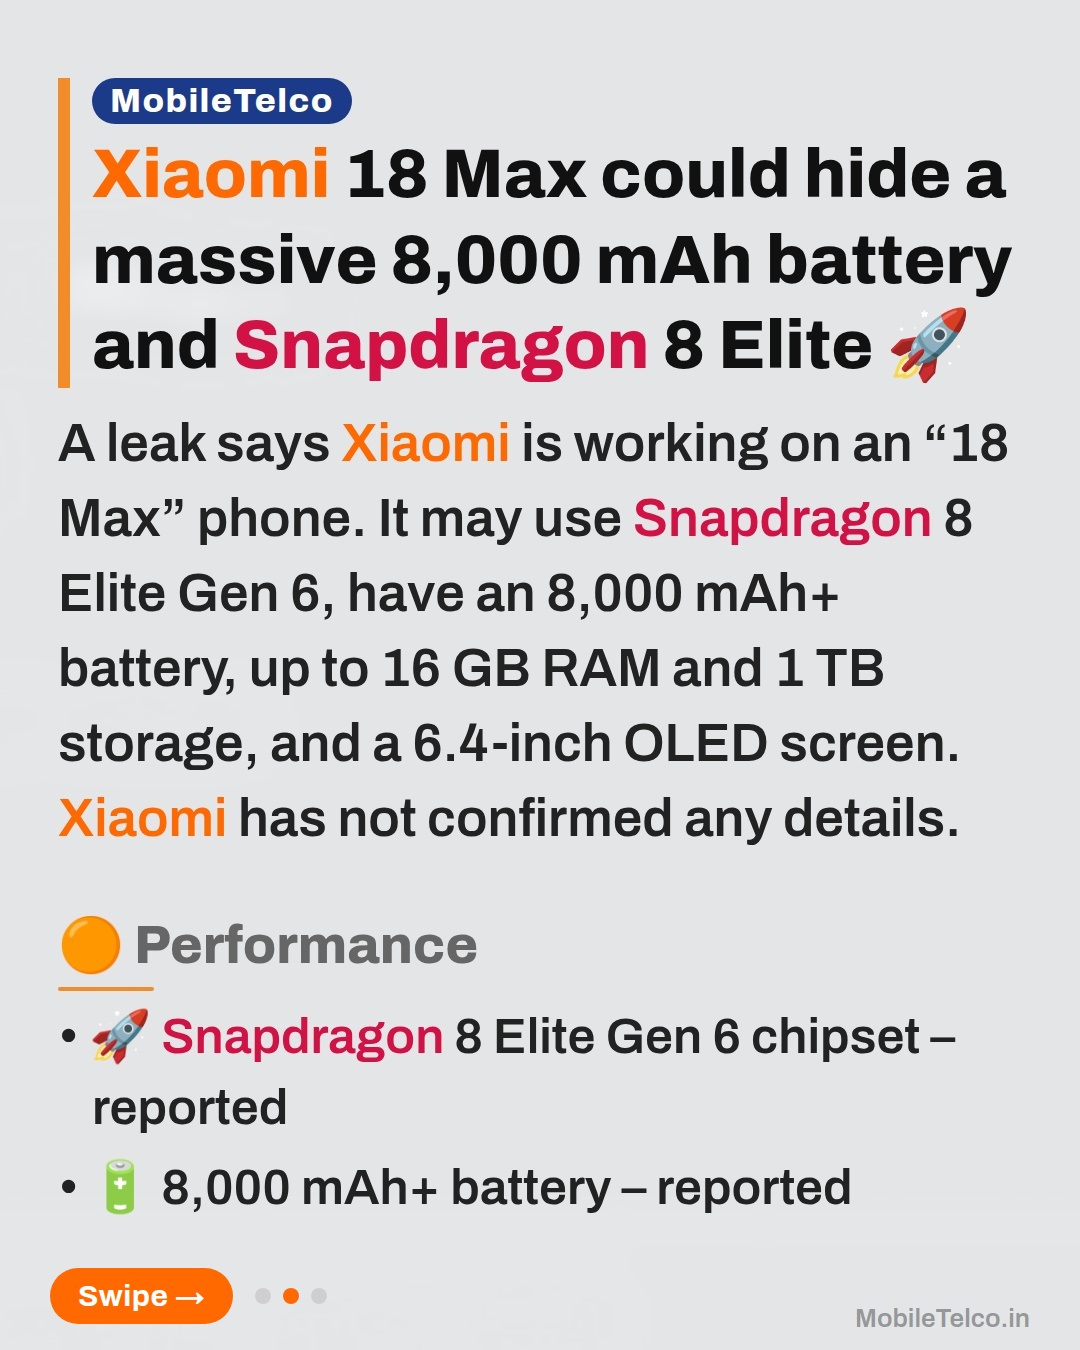 MobileTelco
Xiaomi 18 Max could hide a
massive 8,000 mAh battery
and Snapdragon 8 Elite 🚀
A leak says Xiaomi is working on an “18
Max” phone. It may use Snapdragon 8
Elite Gen 6, have an 8,000 mAh+
battery, up to 16 GB RAM and 1 TB
storage, and a 6.4-inch OLED screen.
Xiaomi has not confirmed any details.
🟠 Performance
• 🚀 Snapdragon 8 Elite Gen 6 chipset –
reported
• 🔋 8,000 mAh+ battery – reported
Swipe →
MobileTelco.in